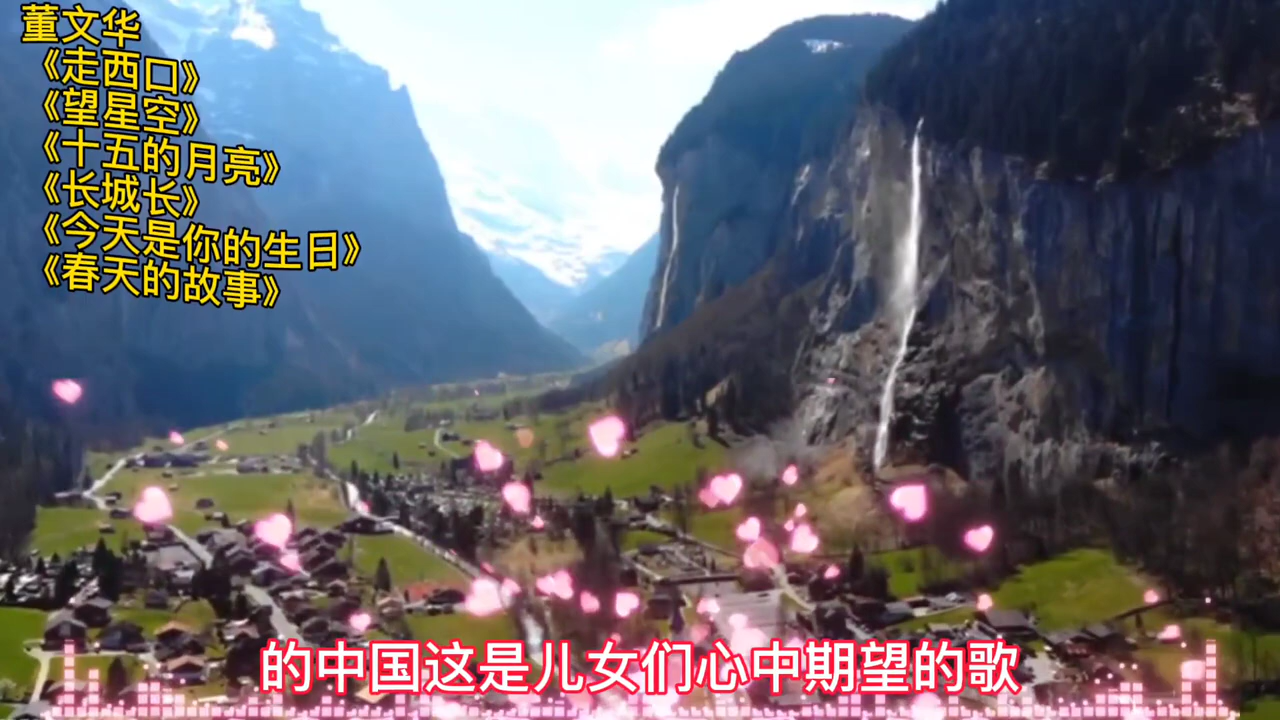 董文华
《走西口》
《望星空》
《十五的月亮》
《长城长》
《今天是你的生日》
《春天的故事》
的中国这是儿女们心中期望的歌